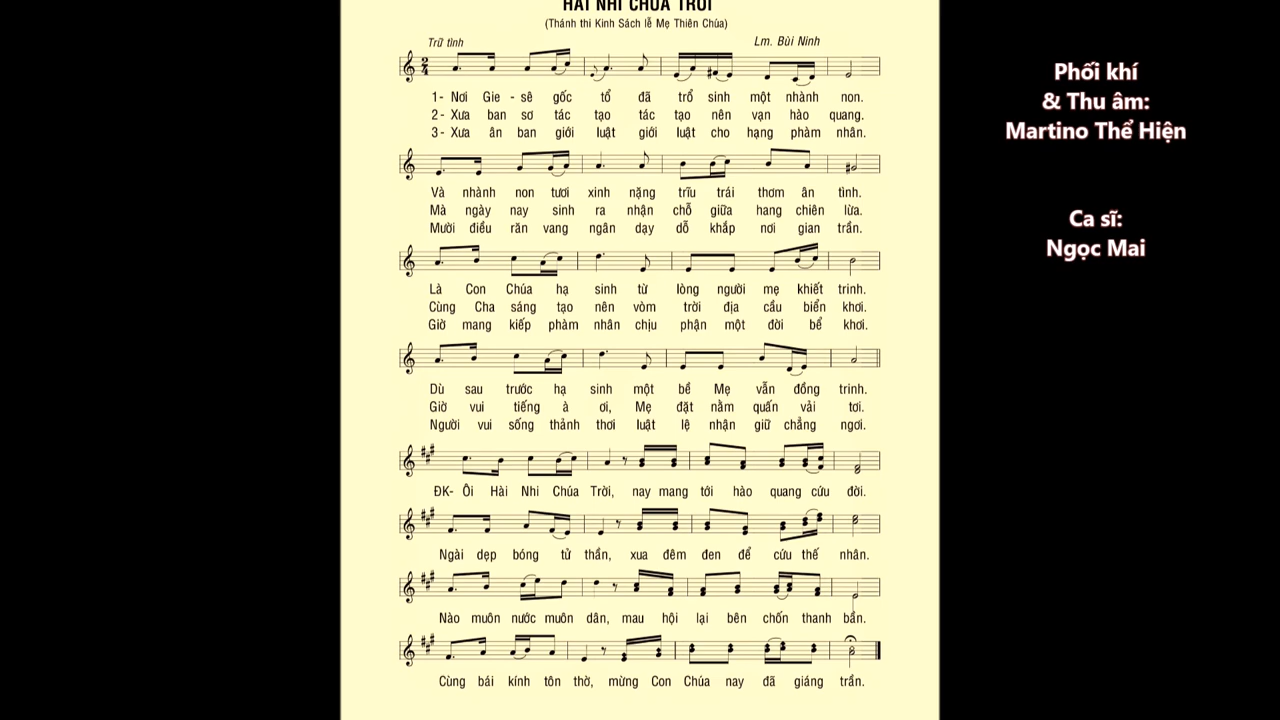 HÀI NHI CHÚA TRỜI
(Thánh thi Kinh Sách lễ Mẹ Thiên Chúa)
Trữ tình
Lm. Bùi Ninh
1- Nơi Gie - sê gốc tổ đã trổ sinh một nhành non.
2- Xưa ban sơ tác tạo tác tạo nên vạn hào quang.
3- Xưa ân ban giới luật giới luật cho hạng phàm nhân.
Và nhành non tươi xinh nặng trĩu trái thơm ân tình.
Mà ngày nay sinh ra nhận chỗ giữa hang chiên lừa.
Mười điều răn vang ngân dạy dỗ khắp nơi gian trần.
Là Con Chúa hạ sinh từ lòng người mẹ khiết trinh.
Cùng Cha sáng tạo nên vòm trời địa cầu biển khơi.
Giờ mang kiếp phàm nhân chịu phận một đời bể khơi.
Dù sau trước hạ sinh một bề Mẹ vẫn đồng trinh.
Giờ vui tiếng à ơi, Mẹ đặt nằm quấn vải tơi.
Người vui sống thảnh thơi luật lệ nhận giữ chẳng ngơi.
ĐK- Ôi Hài Nhi Chúa Trời, nay mang tới hào quang cứu đời.
Ngài dẹp bóng tử thần, xua đêm đen để cứu thế nhân.
Nào muôn nước muôn dân, mau hội lại bên chốn thanh bần.
Cùng bái kính tôn thờ, mừng Con Chúa nay đã giáng trần.
Phối khí
& Thu âm:
Martino Thể Hiện
Ca sĩ:
Ngọc Mai